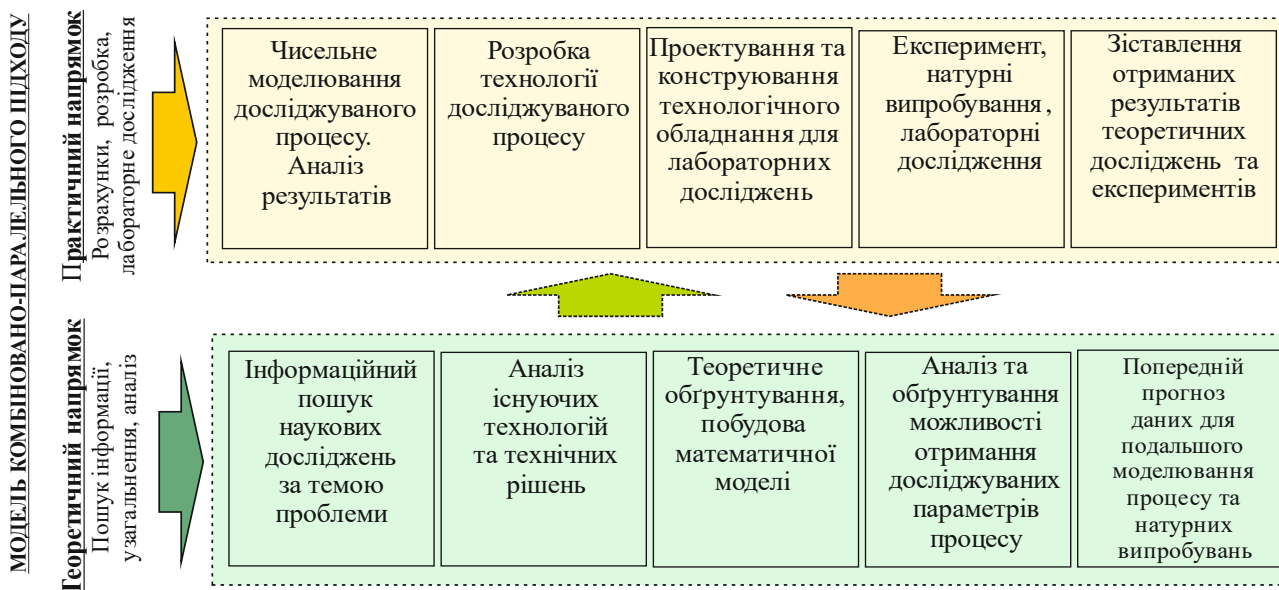 МОДЕЛЬ КОМБІНОВАНО-ПАРАЛЕЛЬНОГО ПІДХОДУ
Практичний напрямок
Розрахунки, розробка,
лабораторне дослідження
Чисельне
моделювання
досліджуваного
процесу.
Аналіз
результатів
Розробка
технології
досліджуваного
процесу
Проектування та
конструювання
технологічного
обладнання для
лабораторних
досліджень
Експеримент,
натурні
випробування ,
лабораторні
дослідження
Зіставлення
отриманих
результатів
теоретичних
досліджень та
експериментів
Теоретичний напрямок
Пошук інформації,
узагальнення, аналіз
Інформаційний
пошук
наукових
досліджень
за темою
проблеми
Аналіз
існуючих
технологій
та технічних
рішень
Теоретичне
обґрунтування,
побудова
математичної
моделі
Аналіз та
обґрунтування
можливості
отримання
досліджуваних
параметрів
процесу
Попередній
прогноз
даних для
подальшого
моделювання
процесу та
натурних
випробувань